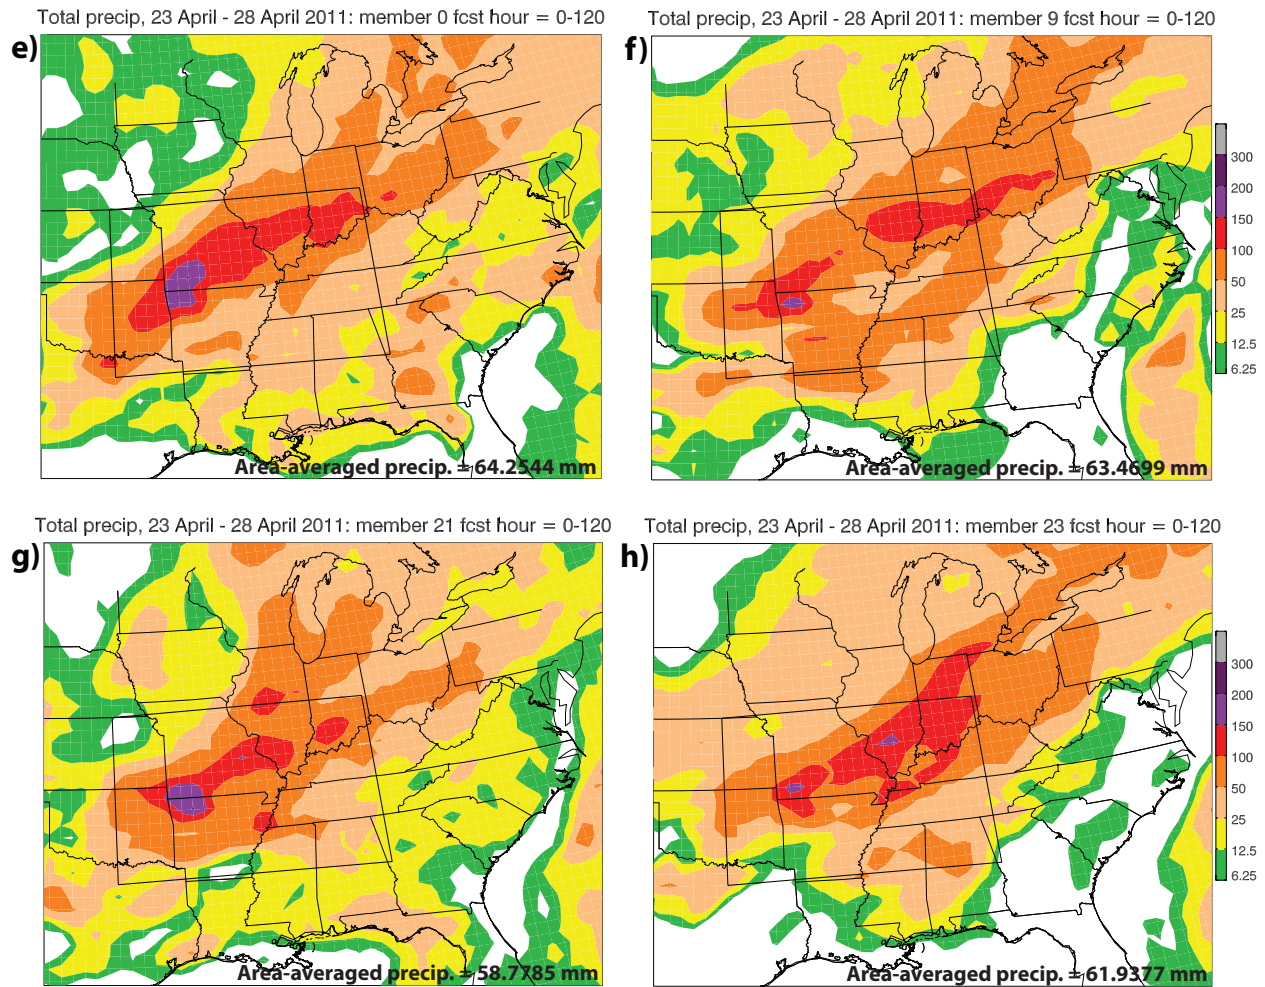 Total precip, 23 April - 28 April 2011: member 0 fcst hour = 0-120
e)
Area-averaged precip. = 64.2544 mm
Total precip, 23 April - 28 April 2011: member 9 fcst hour = 0-120
f)
Area-averaged precip. = 63.4699 mm
300
200
150
100
50
25
12.5
6.25
Total precip, 23 April - 28 April 2011: member 21 fcst hour = 0-120
g)
Area-averaged precip. = 58.7785 mm
Total precip, 23 April - 28 April 2011: member 23 fcst hour = 0-120
h)
Area-averaged precip. = 61.9377 mm
300
200
150
100
50
25
12.5
6.25